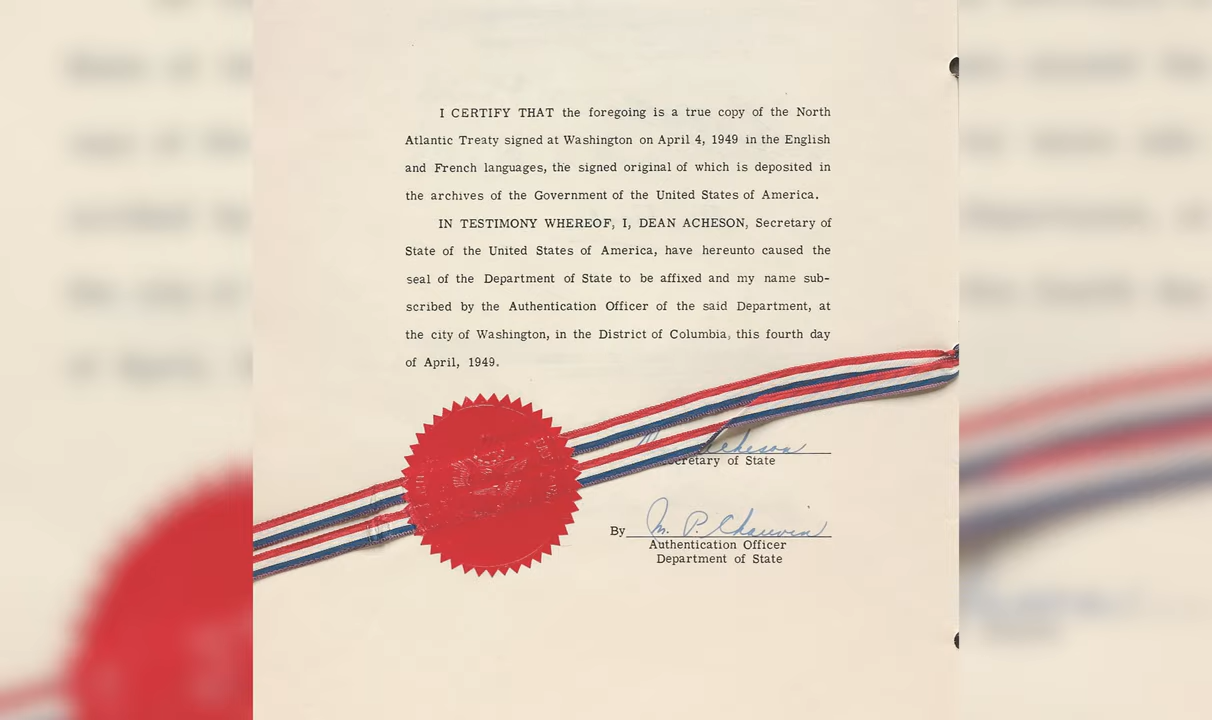 I CERTIFY THAT the foregoing is a true copy of the North
Atlantic Treaty signed at Washington on April 4, 1949 in the English
and French languages, the signed original of which is deposited in
the archives of the Government of the United States of America.
IN TESTIMONY WHEREOF, I, DEAN ACHESON, Secretary of
State of the United States of America, have hereunto caused the
seal of the Department of State to be affixed and my name sub-
scribed by the Authentication Officer of the said Department, at
the city of Washington, in the District of Columbia, this fourth day
of April, 1949.
Acheson
Secretary of State
By M. P. Chauvin
Authentication Officer
Department of State